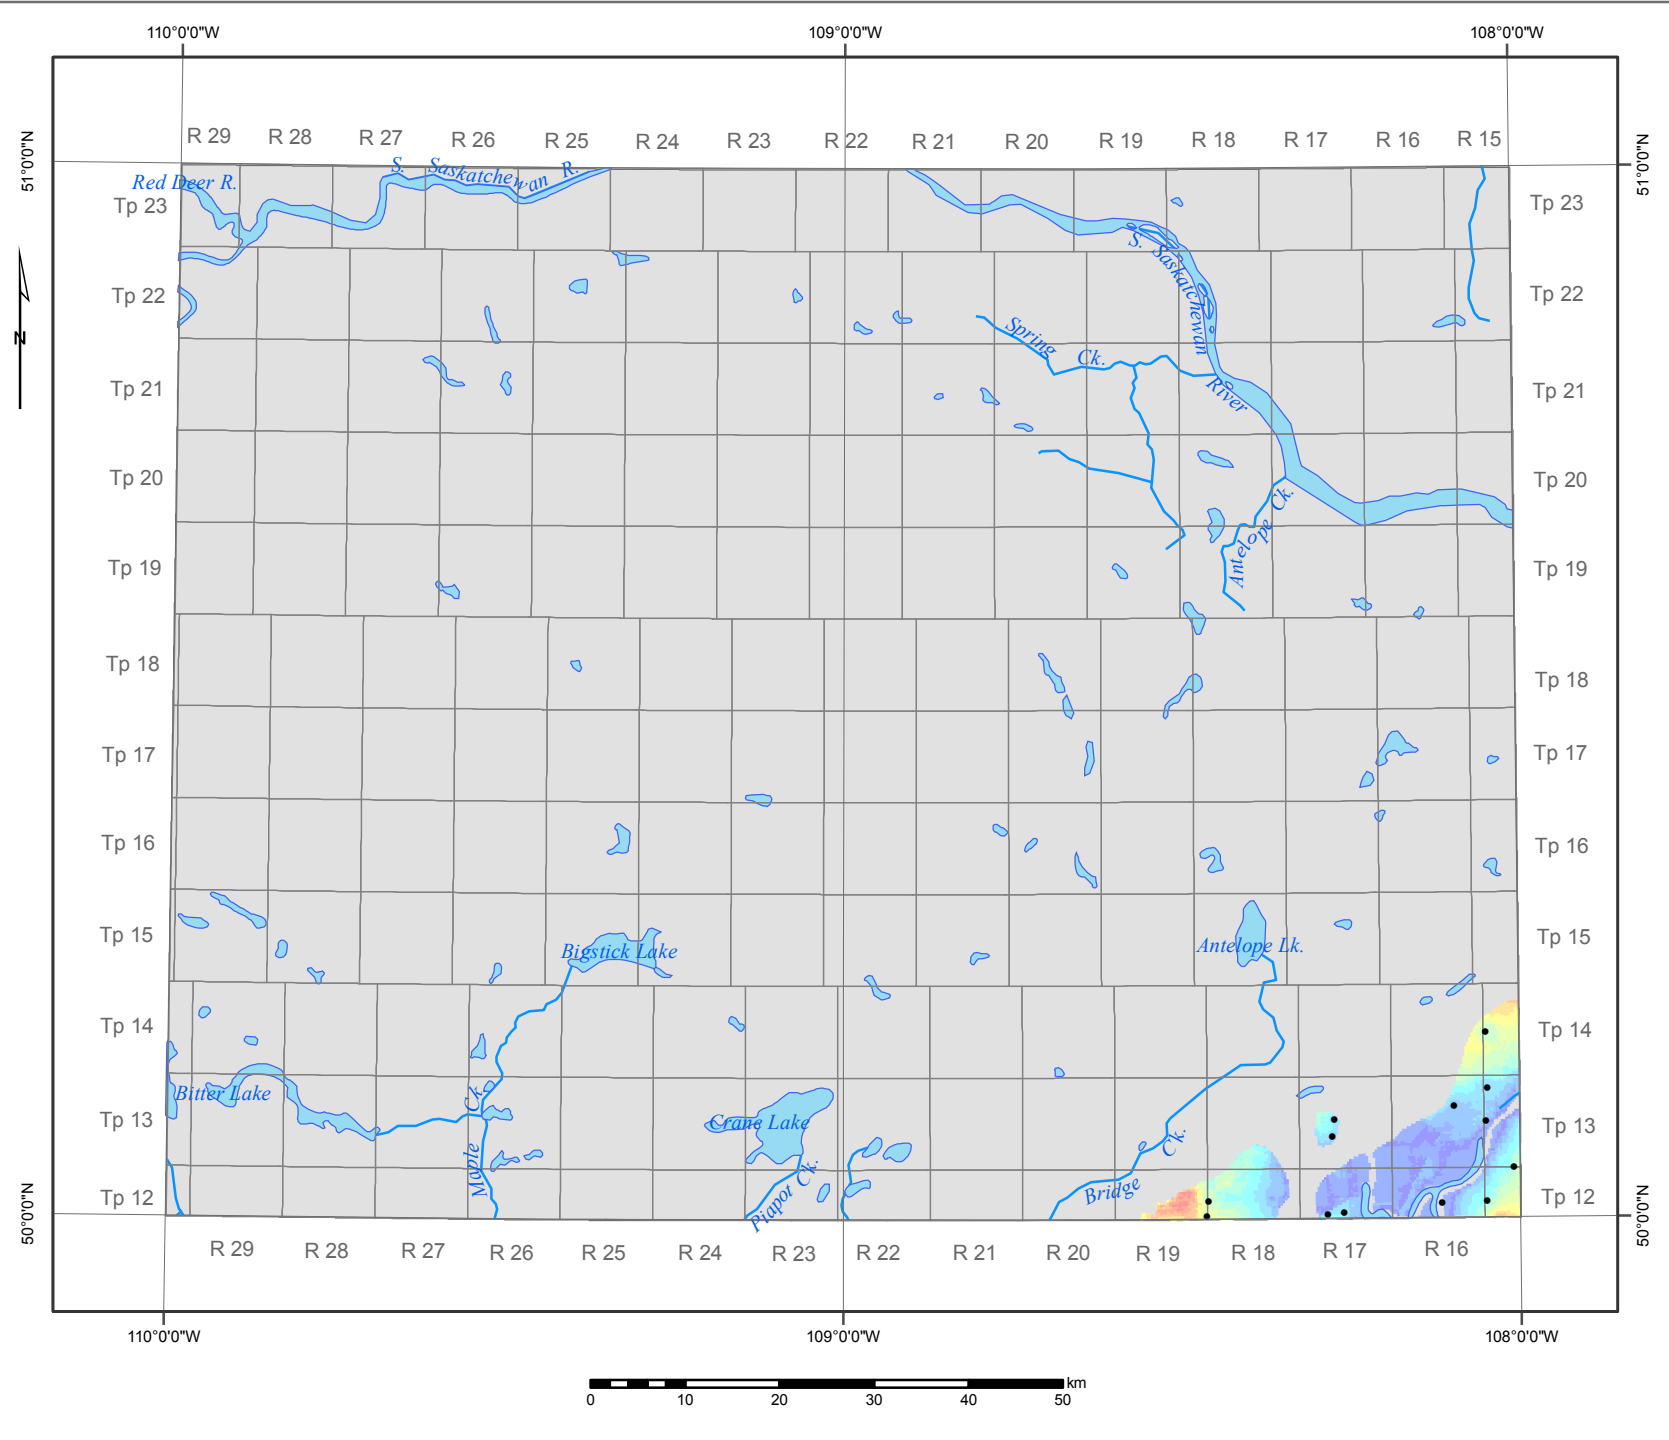 110°0'0"W 109°0'0"W 108°0'0"W
R 29 R 28 R 27 R 26 R 25 R 24 R 23 R 22 R 21 R 20 R 19 R 18 R 17 R 16 R 15
51°0'0"N 51°0'0"N
Red Deer R. S. Saskatchewan R.
Tp 23 Tp 23
S. Saskatchewan River
Tp 22 Tp 22
Spring Ck.
N
Tp 21 Tp 21
Tp 20 Tp 20
Antelope Ck.
Tp 19 Tp 19
Tp 18 Tp 18
Tp 17 Tp 17
Tp 16 Tp 16
Tp 15 Tp 15
Bigstick Lake Antelope Lk.
Tp 14 Tp 14
Bitter Lake
Tp 13 Tp 13
Maple Ck. Crane Lake
Piapot Ck. Bridge Ck.
Tp 12 Tp 12
50°0'0"N 50°0'0"N
R 29 R 28 R 27 R 26 R 25 R 24 R 23 R 22 R 21 R 20 R 19 R 18 R 17 R 16
110°0'0"W 109°0'0"W 108°0'0"W
km
0 10 20 30 40 50